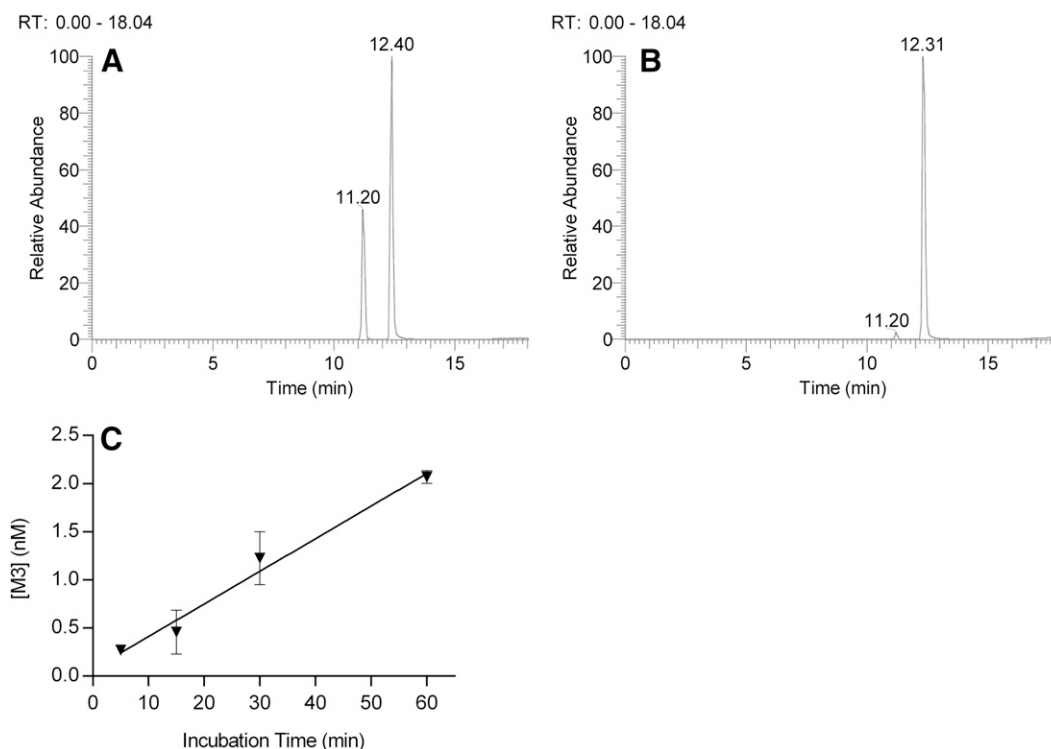 RT: 0.00 - 18.04
A
12.40
11.20
100
80
60
40
20
0
Relative Abundance
0 5 10 15
Time (min)
RT: 0.00 - 18.04
B
12.31
11.20
100
80
60
40
20
0
Relative Abundance
0 5 10 15
Time (min)
C
2.5
2.0
1.5
1.0
0.5
0.0
[M3] (nM)
0 10 20 30 40 50 60
Incubation Time (min)